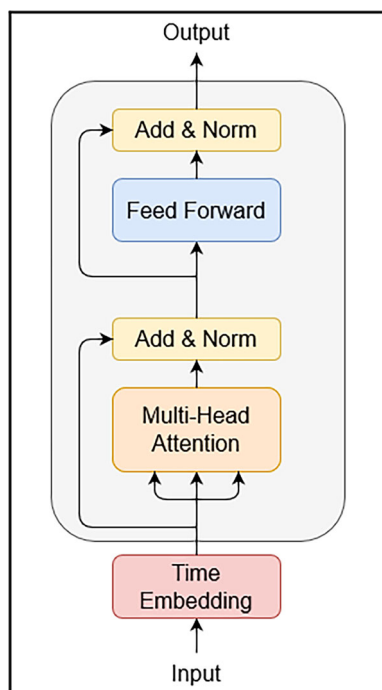 Output
Add & Norm
Feed Forward
Add & Norm
Multi-Head
Attention
Time
Embedding
Input